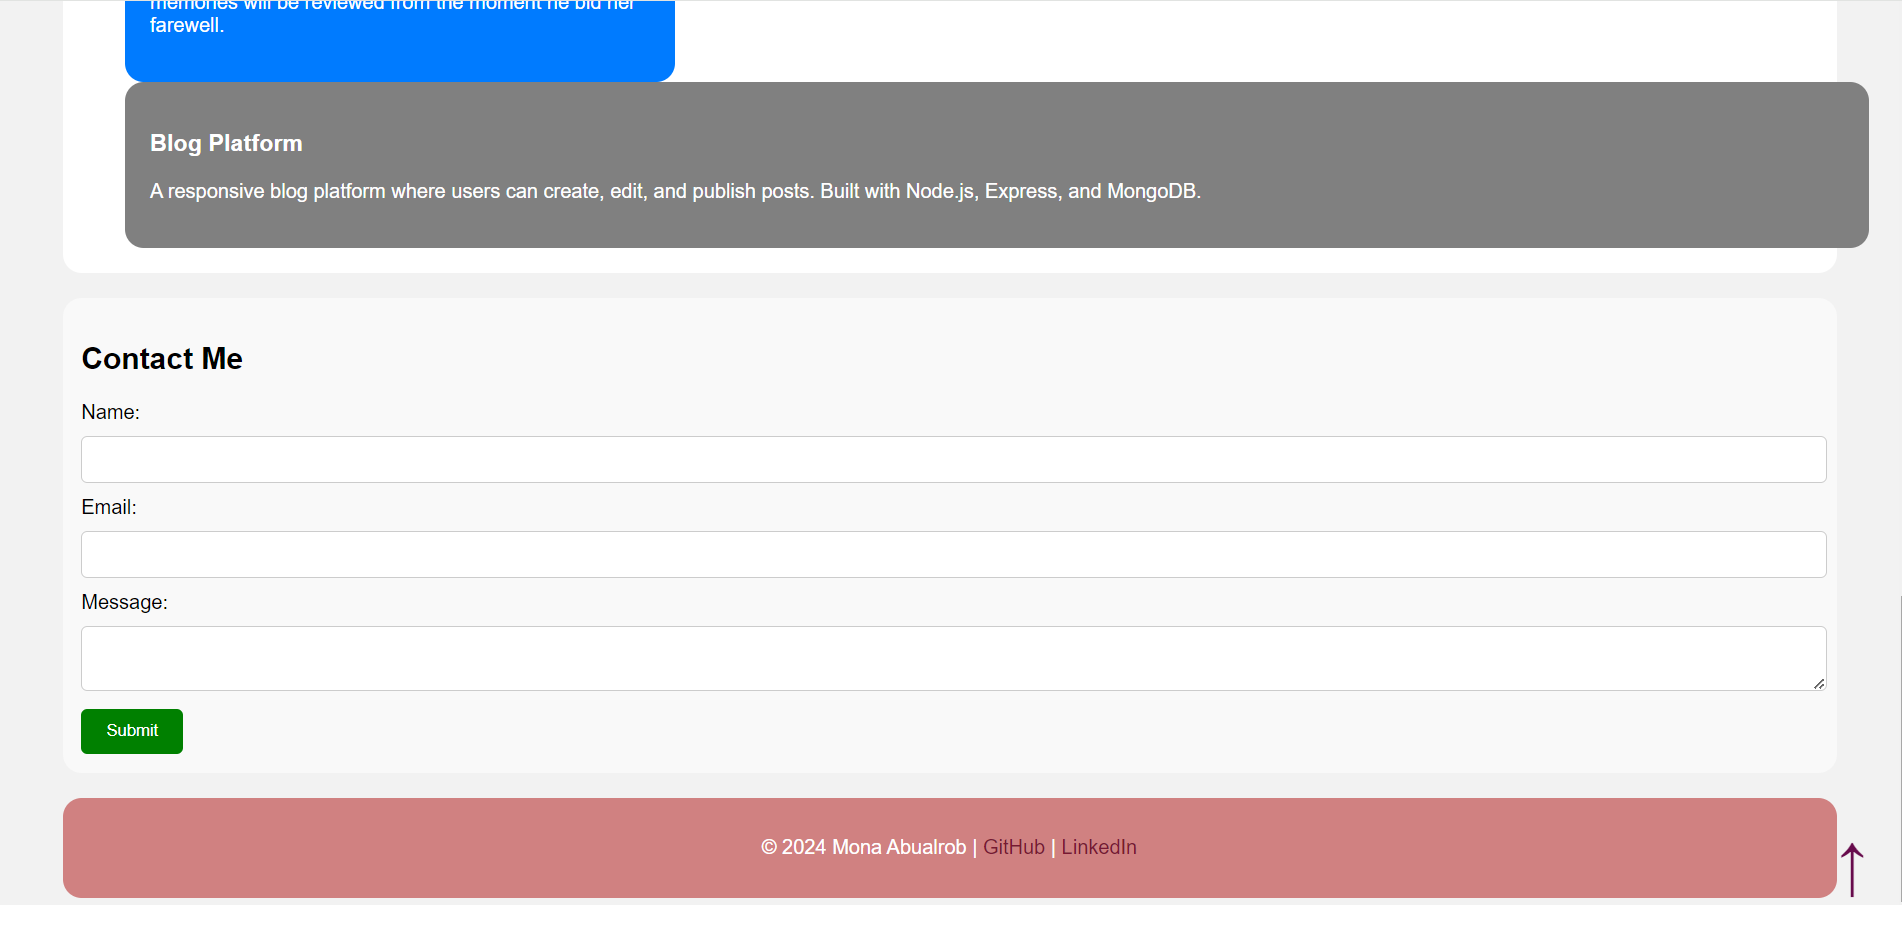 memories will be reviewed from the moment he bid her
farewell.
Blog Platform
A responsive blog platform where users can create, edit, and publish posts. Built with Node.js, Express, and MongoDB.
Contact Me
Name:
Email:
Message:
Submit
© 2024 Mona Abualrob | GitHub | LinkedIn